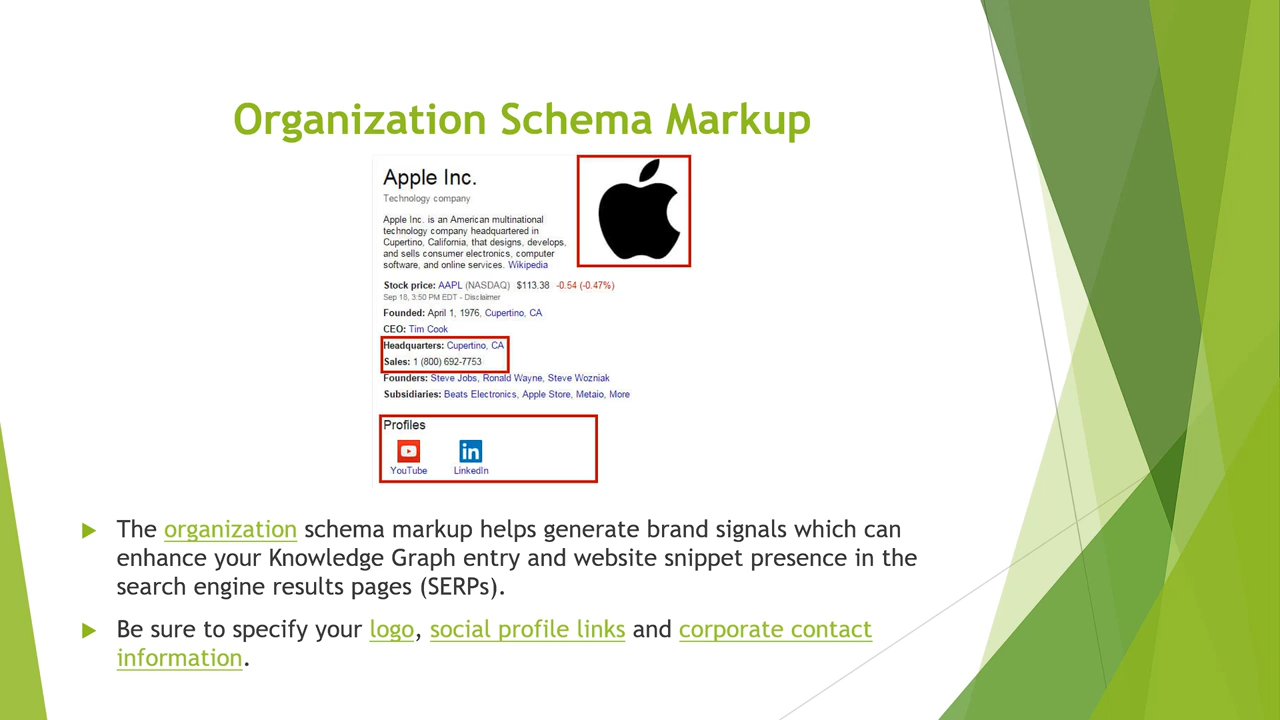 Organization Schema Markup
Apple Inc.
Technology company
Apple Inc. is an American multinational
technology company headquartered in
Cupertino, California, that designs, develops,
and sells consumer electronics, computer
software, and online services. Wikipedia
Stock price: AAPL (NASDAQ) $113.38 -0.54 (-0.47%)
Sep 18, 3:50 PM EDT - Disclaimer
Founded: April 1, 1976, Cupertino, CA
CEO: Tim Cook
Headquarters: Cupertino, CA
Sales: 1 (800) 692-7753
Founders: Steve Jobs, Ronald Wayne, Steve Wozniak
Subsidiaries: Beats Electronics, Apple Store, Metaio, More
Profiles
in
YouTube LinkedIn
The organization schema markup helps generate brand signals which can
enhance your Knowledge Graph entry and website snippet presence in the
search engine results pages (SERPs).
Be sure to specify your logo, social profile links and corporate contact
information.